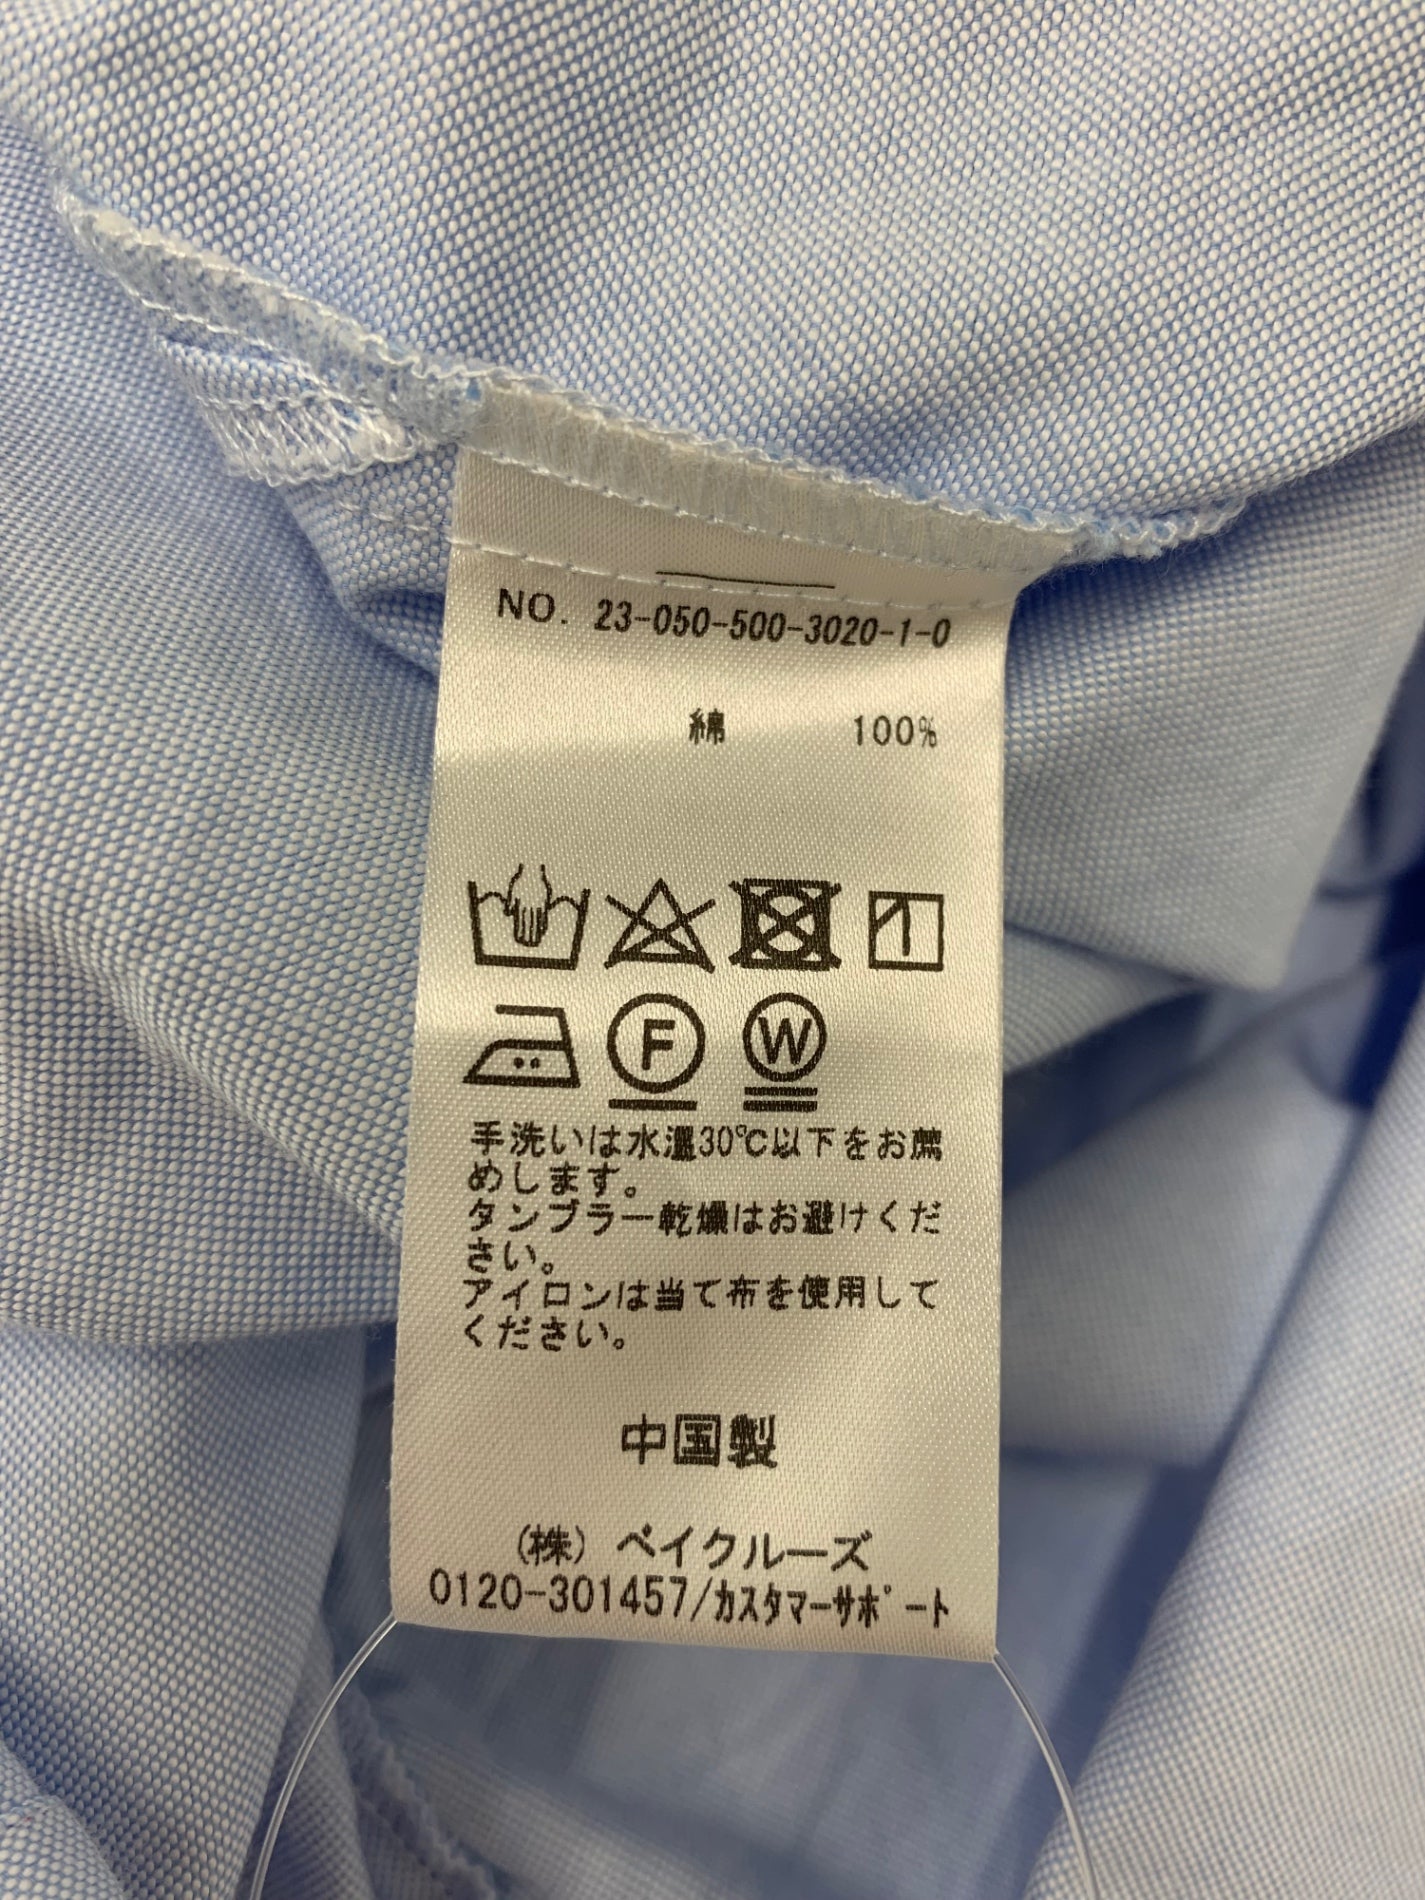 NO. 23-050-500-3020-1-0
綿 100%
F W
手洗いは水温30℃以下をお薦
めします。
タンブラー乾燥はお避けくだ
さい。
アイロンは当て布を使用して
ください。
中国製
(株) ベイクルーズ
0120-301457/カスタマーサポート